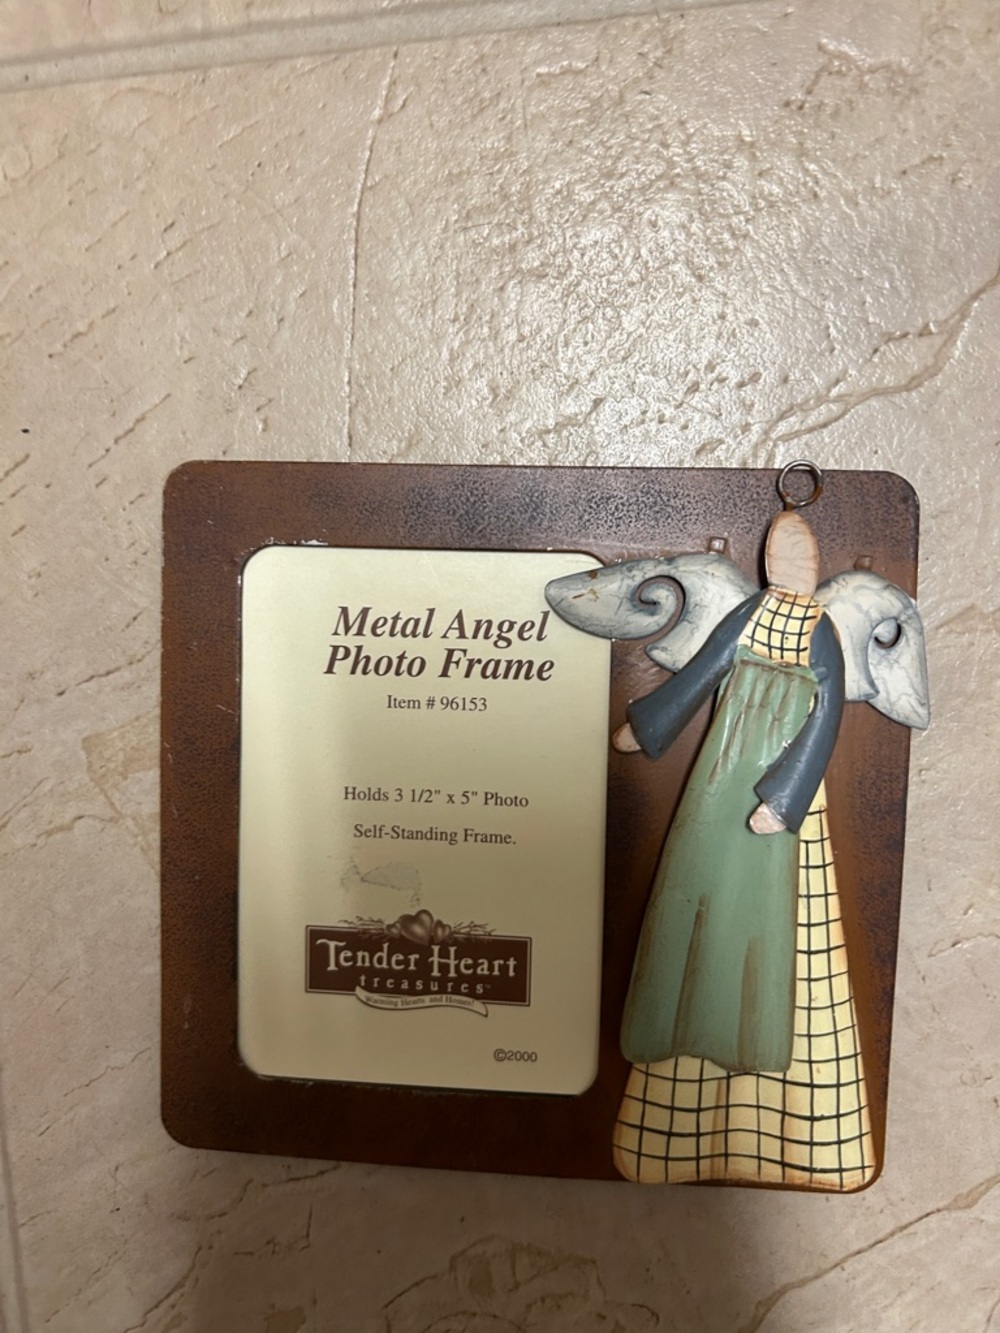 Metal Angel
Photo Frame
Item # 96153
Holds 3 1/2" x 5" Photo
Self-Standing Frame.
Tender Heart
treasures™
Warming Hearts and Homes!
©2000